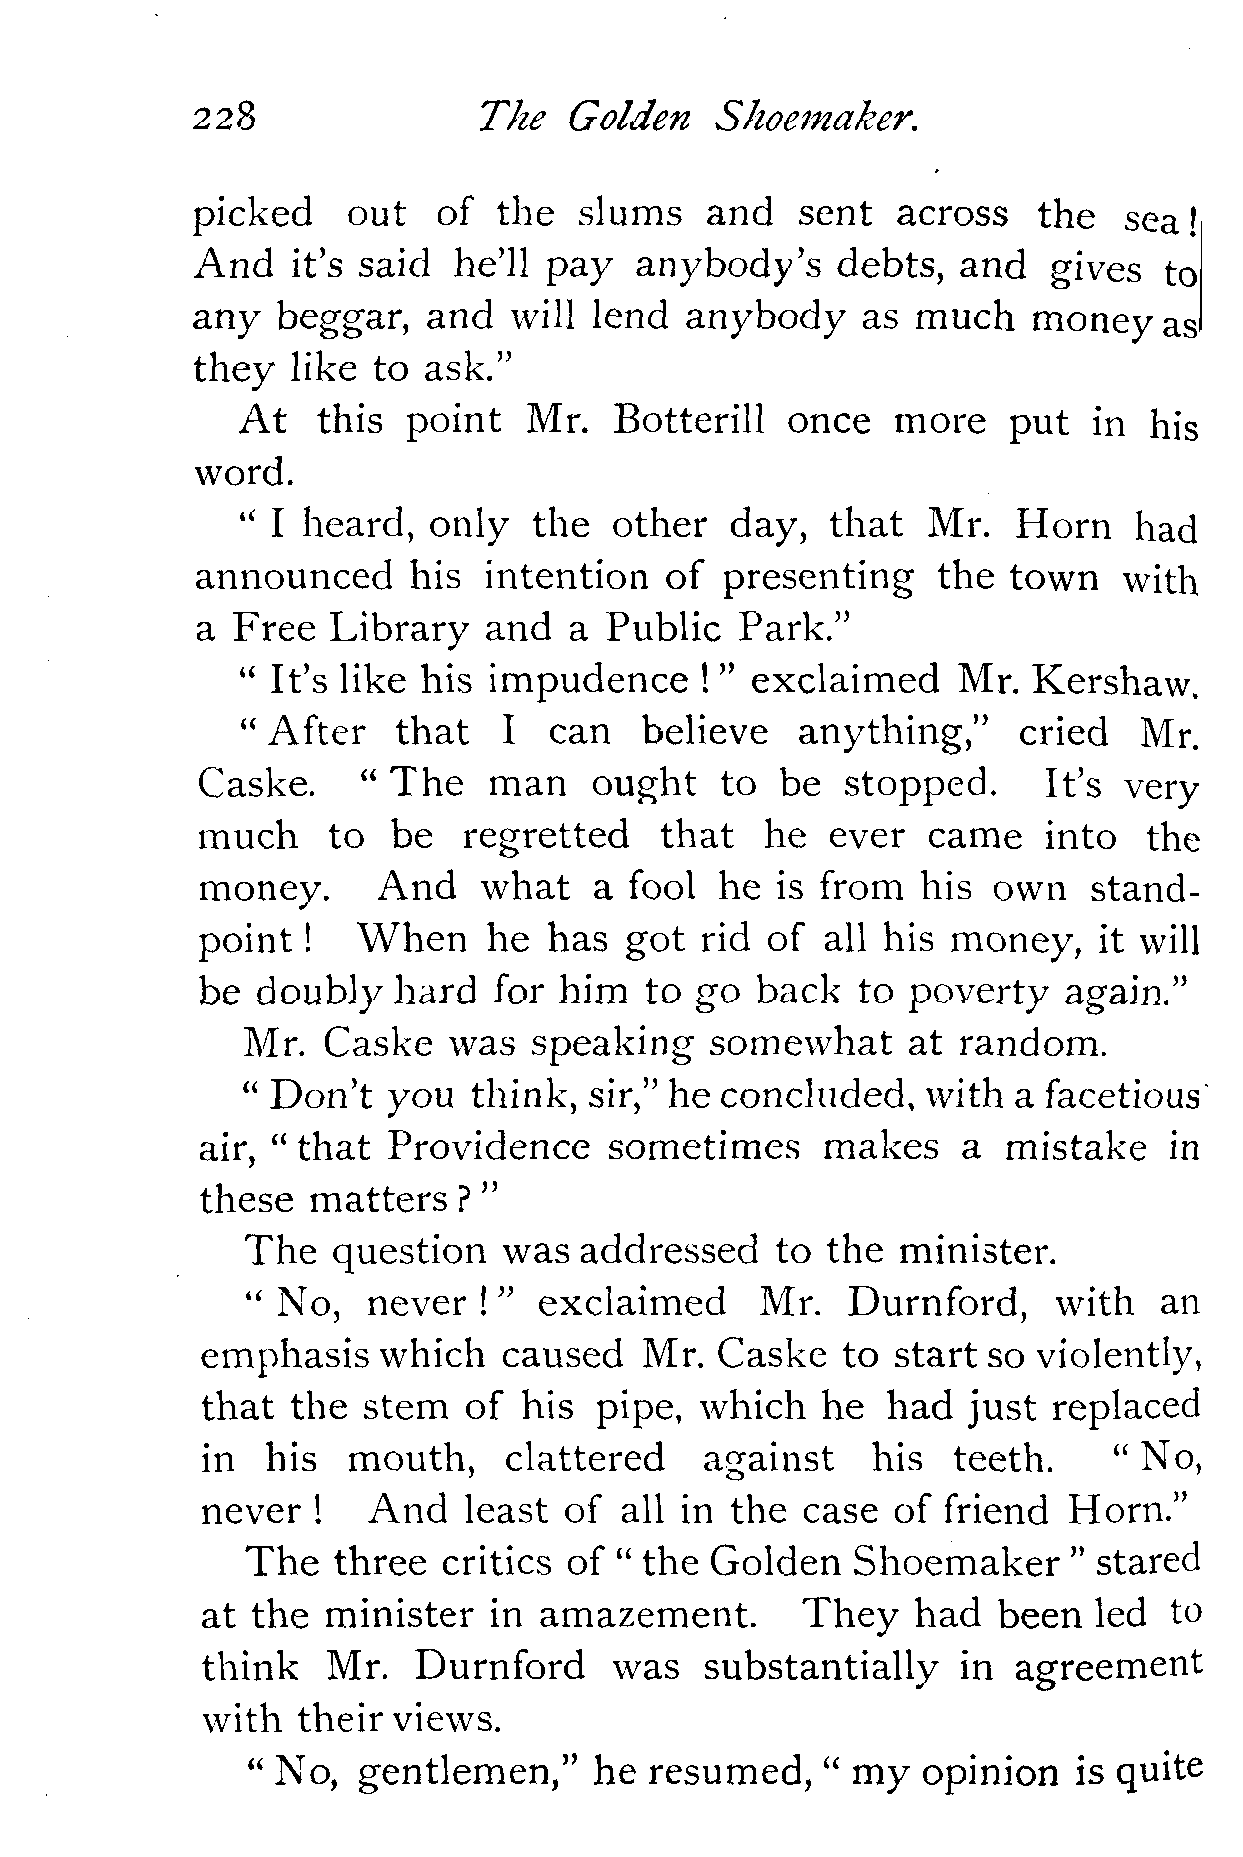 228 The Golden Shoemaker.
picked out of the slums and sent across the sea!
And it's said he'll pay anybody's debts, and gives to
any beggar, and will lend anybody as much money as
they like to ask."
At this point Mr. Botterill once more put in his
word.
" I heard, only the other day, that Mr. Horn had
announced his intention of presenting the town with
a Free Library and a Public Park."
" It's like his impudence ! " exclaimed Mr. Kershaw.
" After that I can believe anything," cried Mr.
Caske. " The man ought to be stopped. It's very
much to be regretted that he ever came into the
money. And what a fool he is from his own stand-
point ! When he has got rid of all his money, it will
be doubly hard for him to go back to poverty again."
Mr. Caske was speaking somewhat at random.
" Don't you think, sir," he concluded, with a facetious
air, " that Providence sometimes makes a mistake in
these matters ? "
The question was addressed to the minister.
" No, never ! " exclaimed Mr. Durnford, with an
emphasis which caused Mr. Caske to start so violently,
that the stem of his pipe, which he had just replaced
in his mouth, clattered against his teeth. " No,
never ! And least of all in the case of friend Horn."
The three critics of " the Golden Shoemaker " stared
at the minister in amazement. They had been led to
think Mr. Durnford was substantially in agreement
with their views.
" No, gentlemen," he resumed, " my opinion is quite